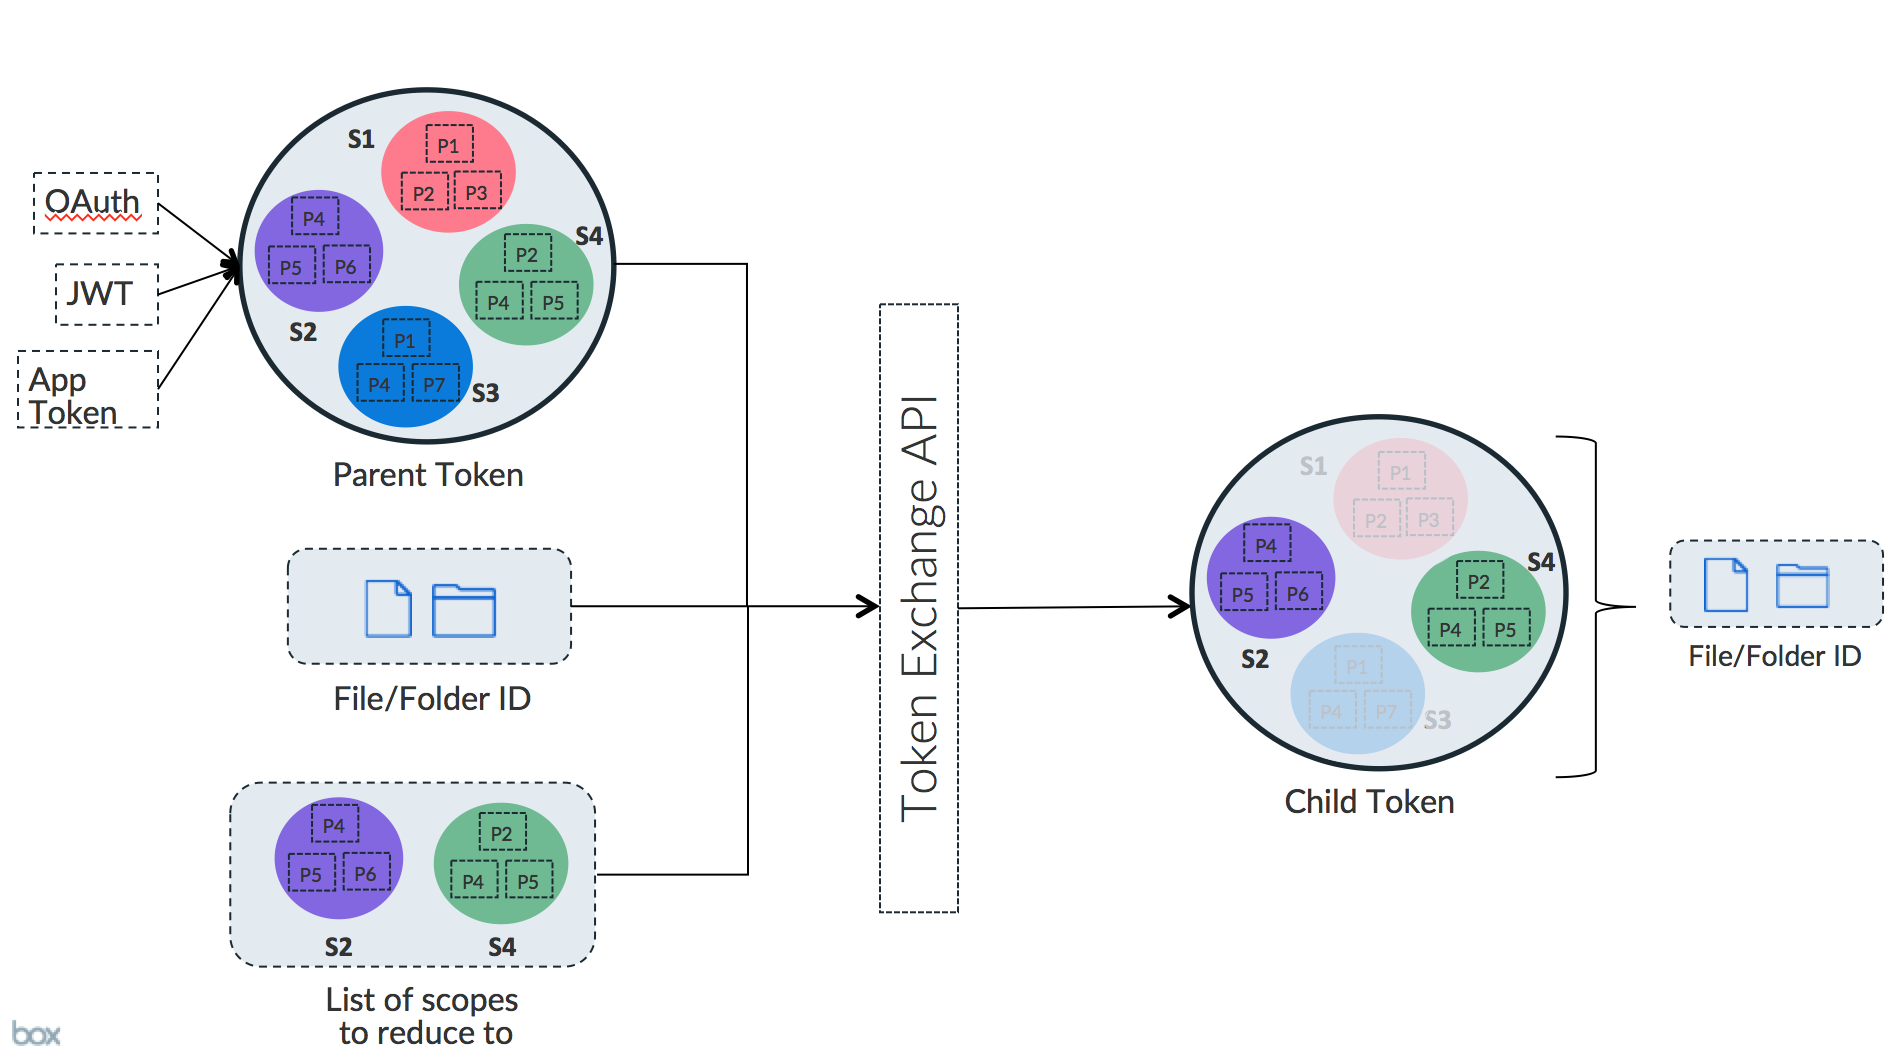 OAuth
JWT
App
Token
S1
P1
P2 P3
S2
P4
P5 P6
S4
P2
P4 P5
S3
P1
P4 P7
Parent Token
File/Folder ID
P4
P5 P6
S2
P2
P4 P5
S4
List of scopes
to reduce to
Token Exchange API
S1
P1
P2 P3
S2
P4
P5 P6
S4
P2
P4 P5
S3
P1
P4 P7
Child Token
File/Folder ID
box